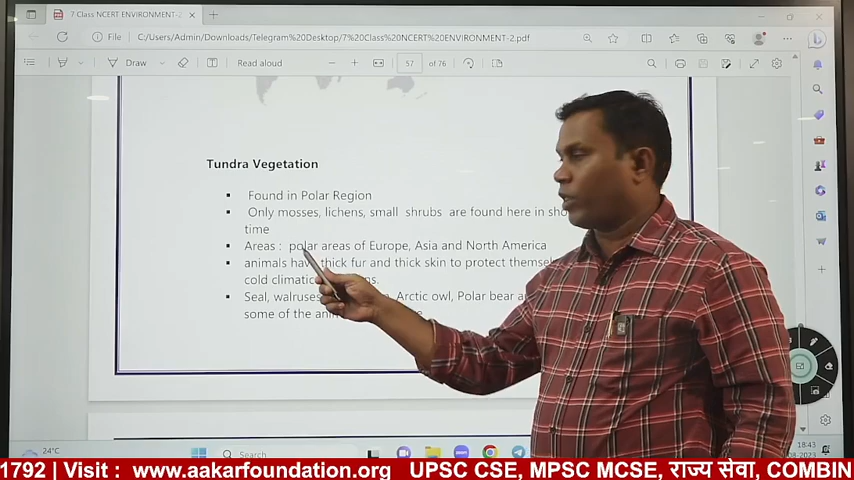 7 Class NCERT ENVIRONMENT-2
File C:/Users/Admin/Downloads/Telegram%20Desktop/7%20Class%20NCERT%20ENVIRONMENT-2.pdf
Draw Read aloud 57 of 76
Tundra Vegetation
Found in Polar Region
Only mosses, lichens, small shrubs are found here in
time
Areas : polar areas of Europe, Asia and North America
animals have thick fur and thick skin to protect
cold climatic
Seal, Arctic owl, Polar bear
some of the
24°C Search 18:43
1792 | Visit : www.aakarfoundation.org UPSC CSE, MPSC MCSE, राज्य सेवा, COMBIN